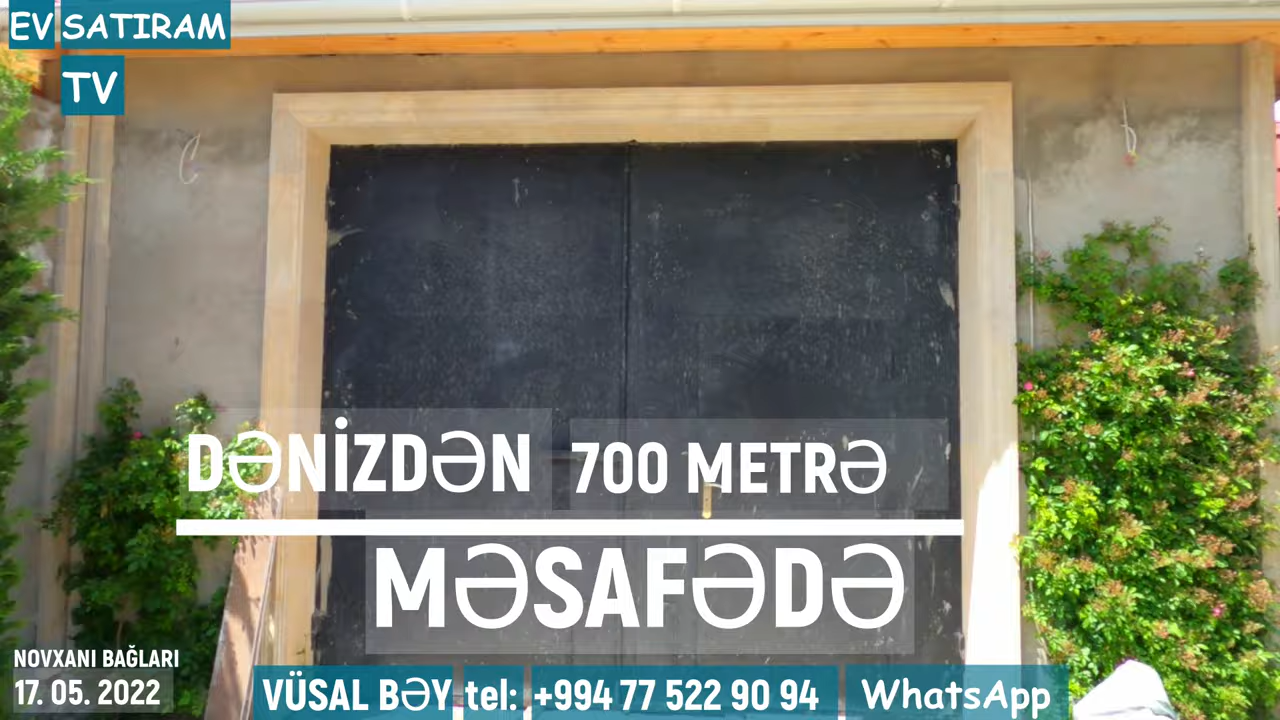 EV SATIRAM
TV
DƏNİZDƏN 700 METRƏ
MƏSAFƏDƏ
NOVXANI BAĞLARI
17. 05. 2022
VÜSAL BƏY tel: +994 77 522 90 94 WhatsApp